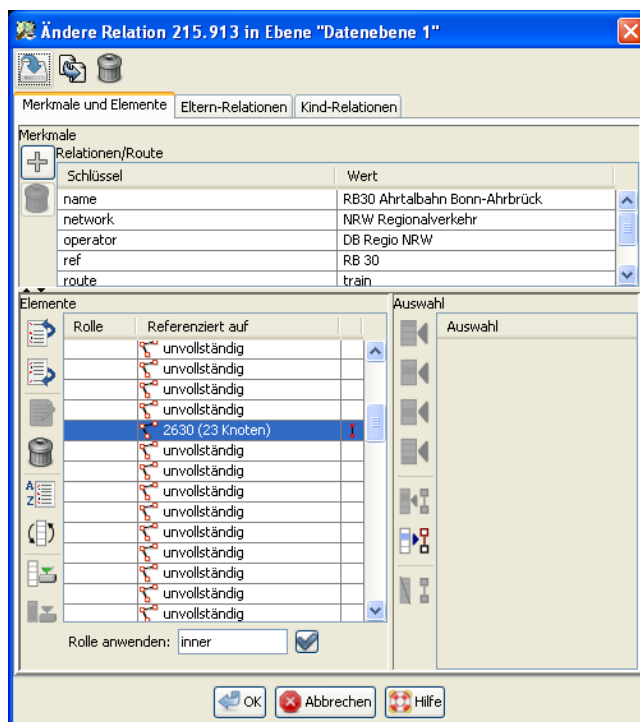 Ändere Relation 215.913 in Ebene "Datenebene 1"
Merkmale und Elemente Eltern-Relationen Kind-Relationen
Merkmale
Relationen/Route
Schlüssel Wert
name RB30 Ahrtalbahn Bonn-Ahrbrück
network NRW Regionalverkehr
operator DB Regio NRW
ref RB 30
route train
Elemente Auswahl
Rolle Referenziert auf Auswahl
unvollständig
unvollständig
unvollständig
unvollständig
2630 (23 Knoten)
unvollständig
unvollständig
unvollständig
unvollständig
unvollständig
unvollständig
unvollständig
unvollständig
unvollständig
A
Z
Rolle anwenden: inner
OK Abbrechen Hilfe